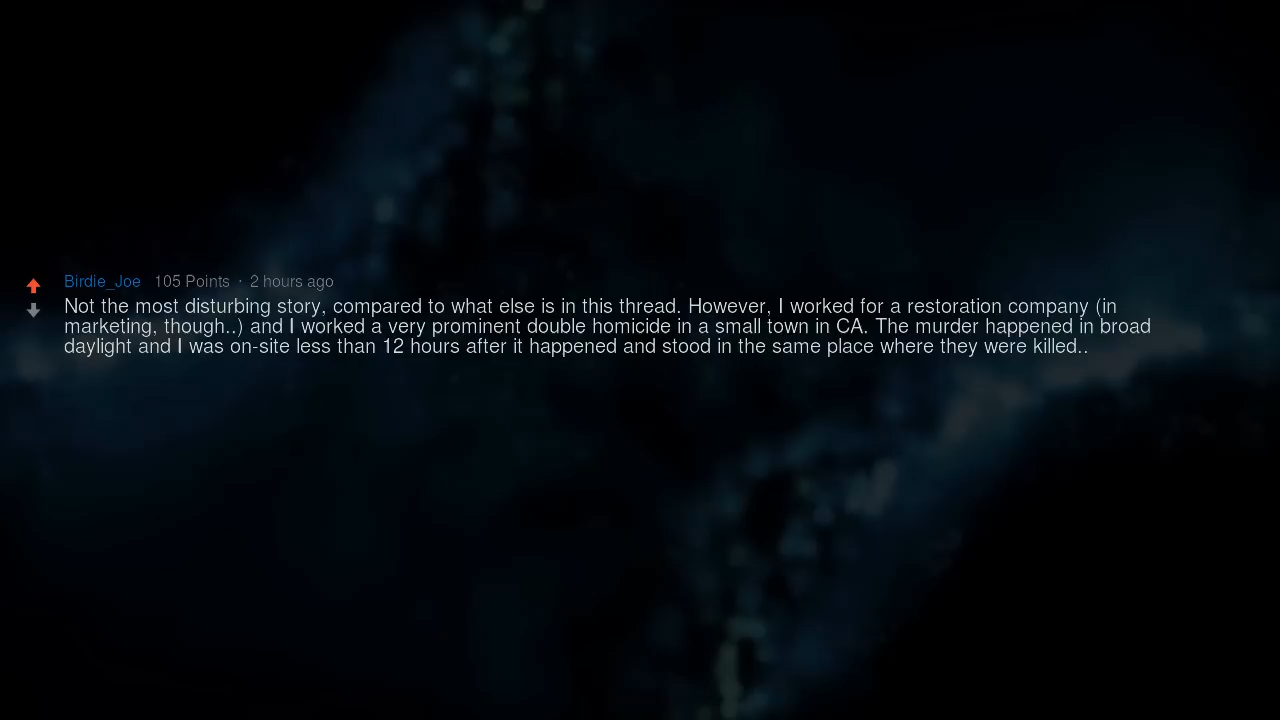 Birdie_Joe 105 Points · 2 hours ago
Not the most disturbing story, compared to what else is in this thread. However, I worked for a restoration company (in
marketing, though..) and I worked a very prominent double homicide in a small town in CA. The murder happened in broad
daylight and I was on-site less than 12 hours after it happened and stood in the same place where they were killed..